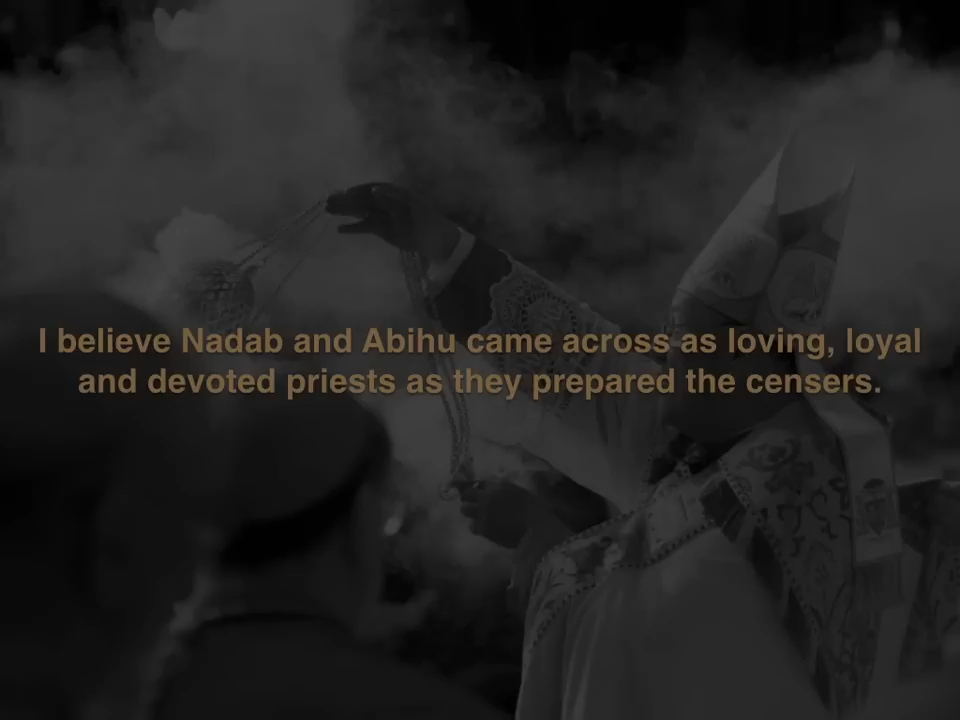 I believe Nadab and Abihu came across as loving, loyal
and devoted priests as they prepared the censers.